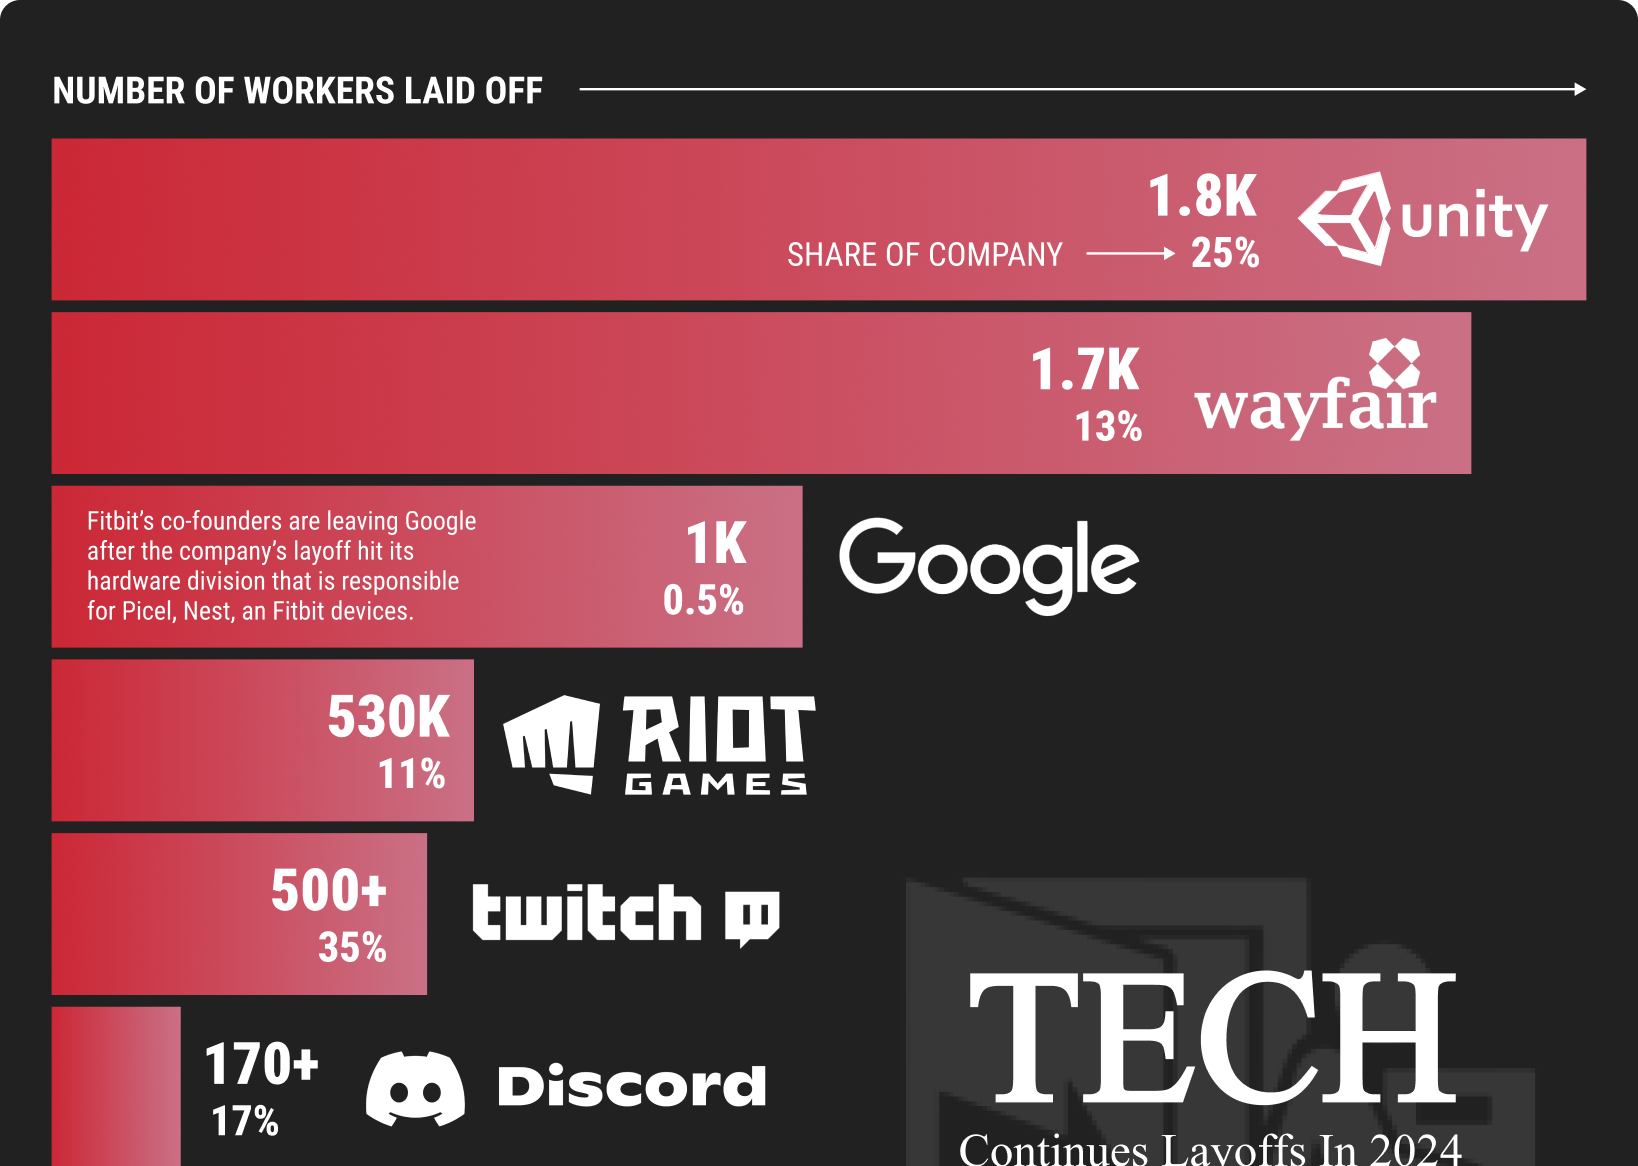 NUMBER OF WORKERS LAID OFF
1.8K
SHARE OF COMPANY 25%
unity
1.7K
13%
wayfair
Fitbit's co-founders are leaving Google
after the company's layoff hit its
hardware division that is responsible
for Picel, Nest, an Fitbit devices.
1K
0.5%
Google
530K
11%
RIOT
GAMES
500+
35%
twitch
170+
17%
Discord
TECH
Continues Layoffs In 2024